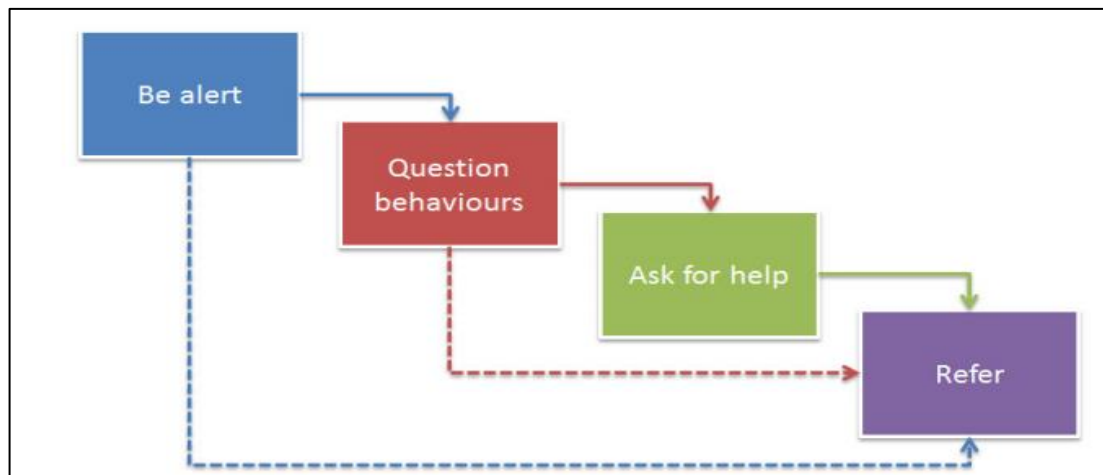 Be alert
Question
behaviours
Ask for help
Refer